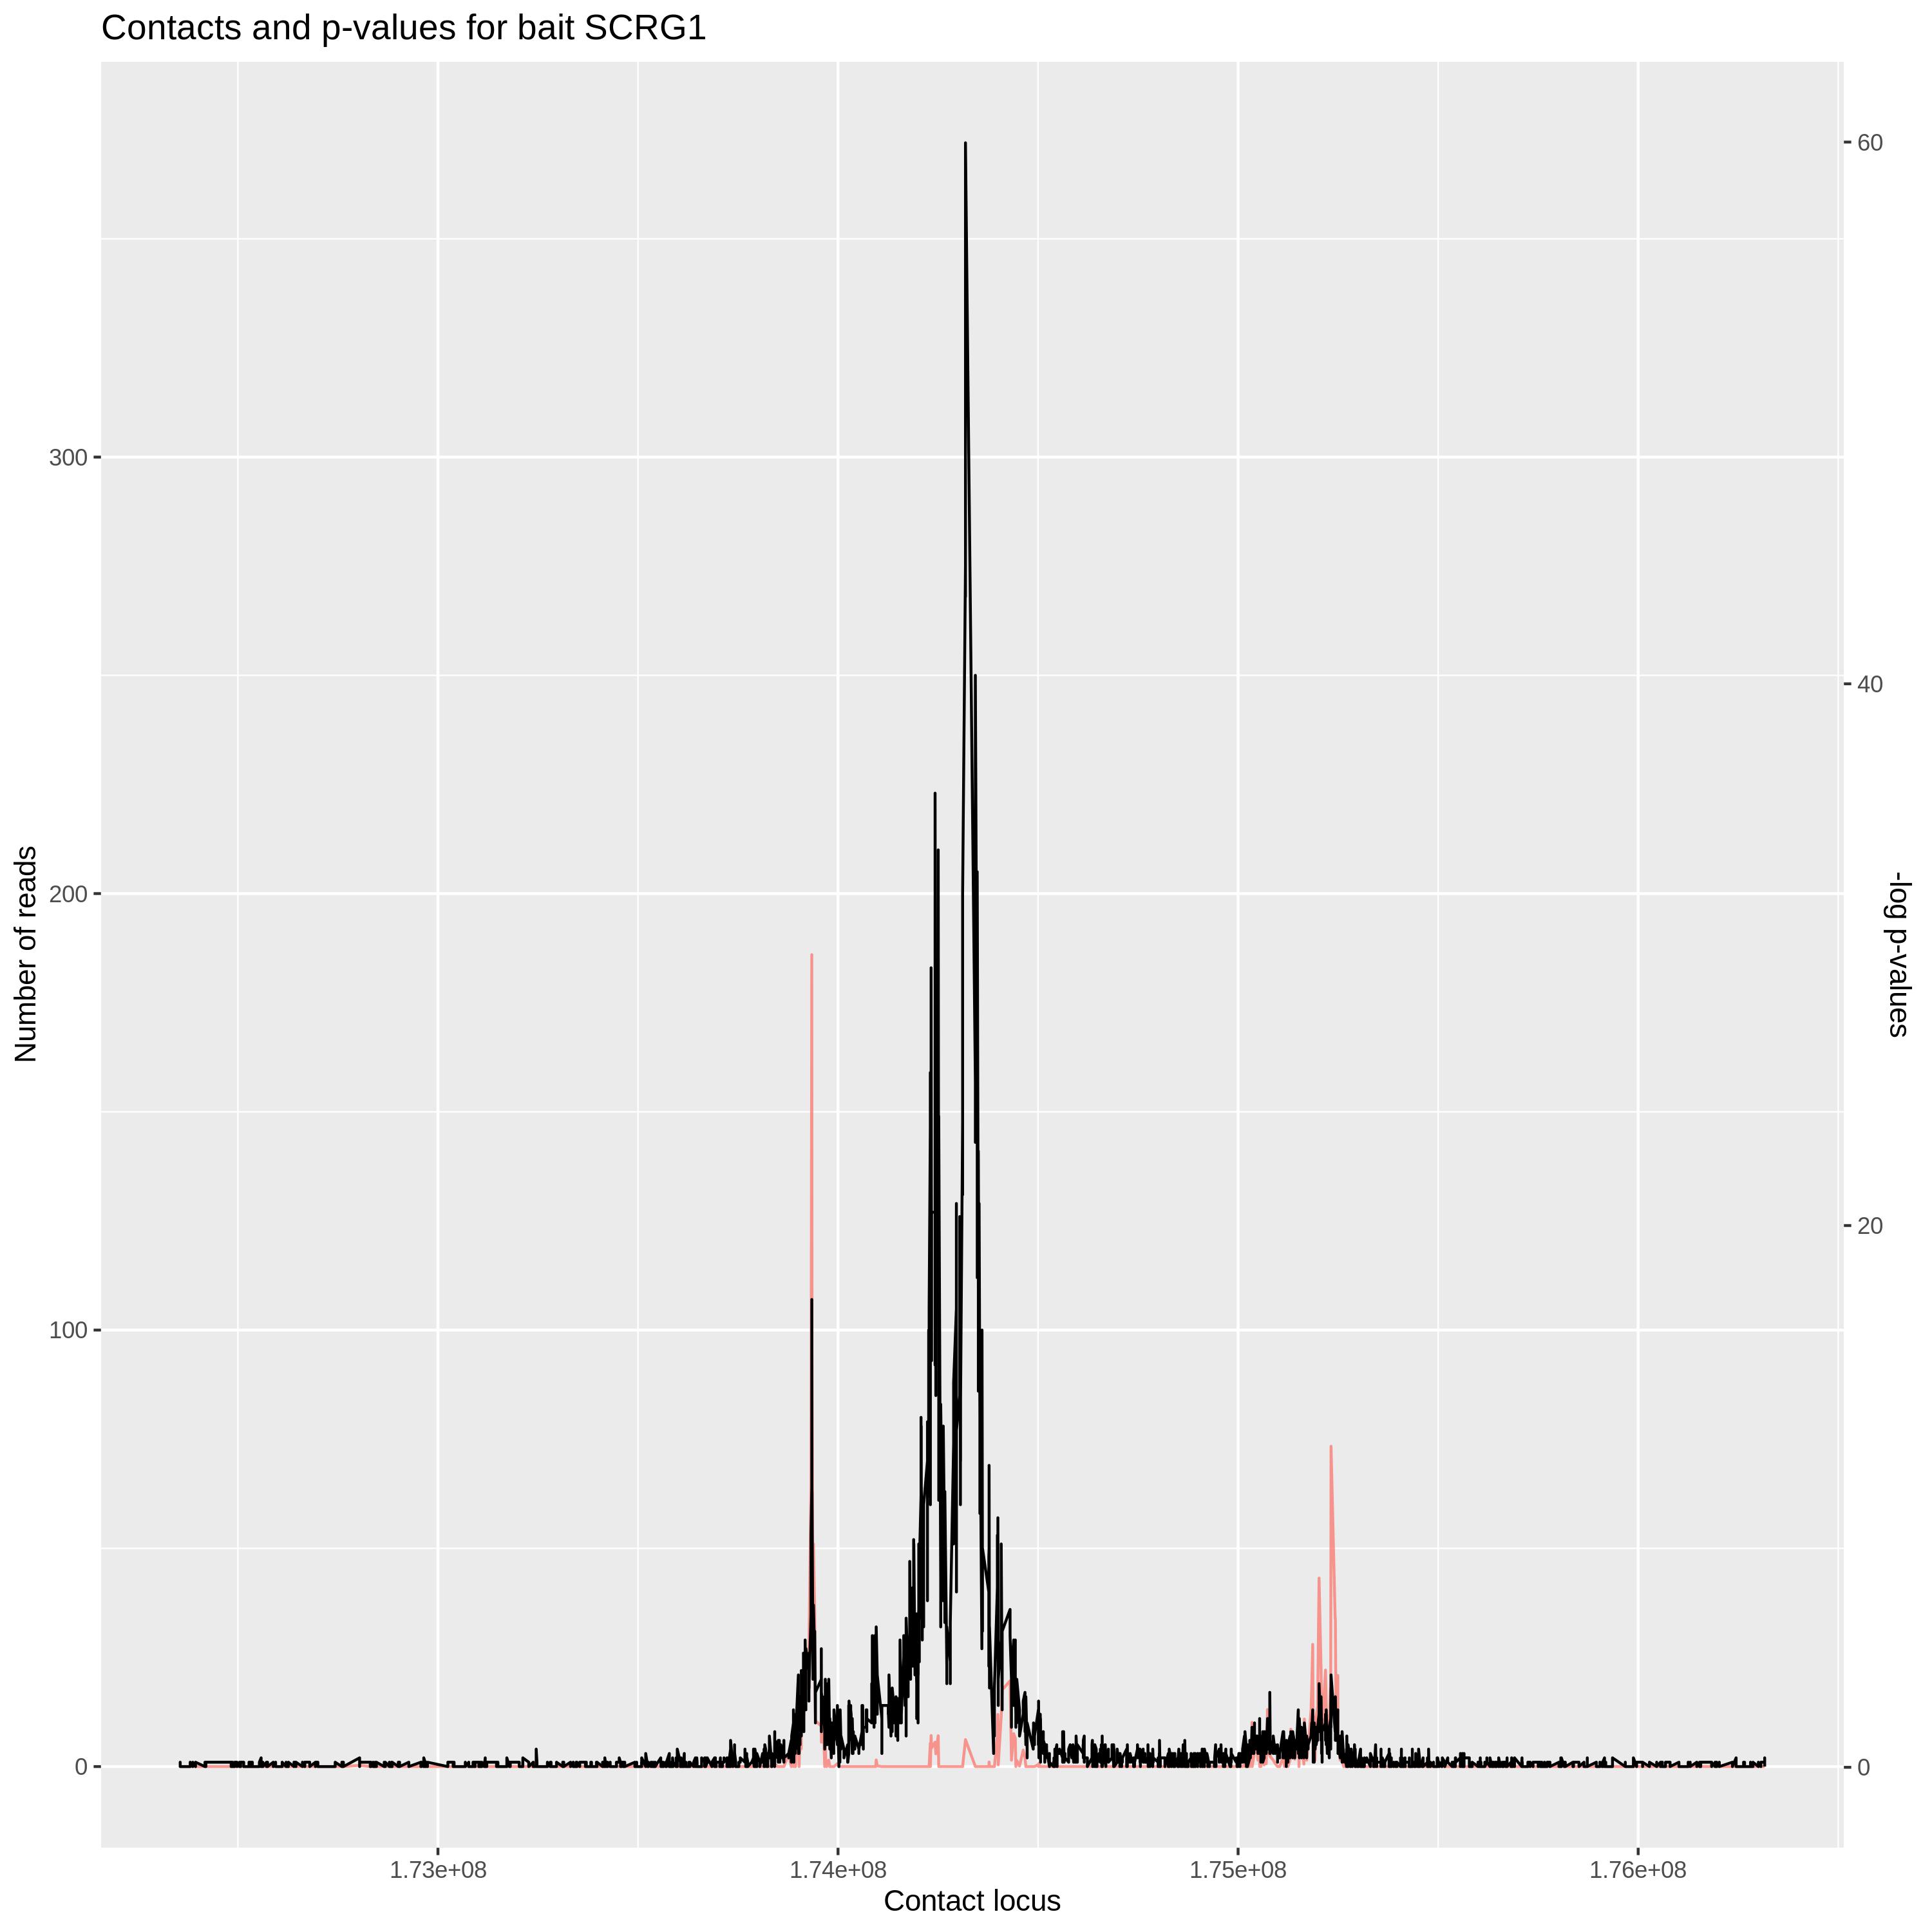 Contacts and p-values for bait SCRG1
Number of reads
300
200
100
0
60
40
20
0
-log p-values
1.73e+08
1.74e+08
1.75e+08
1.76e+08
Contact locus